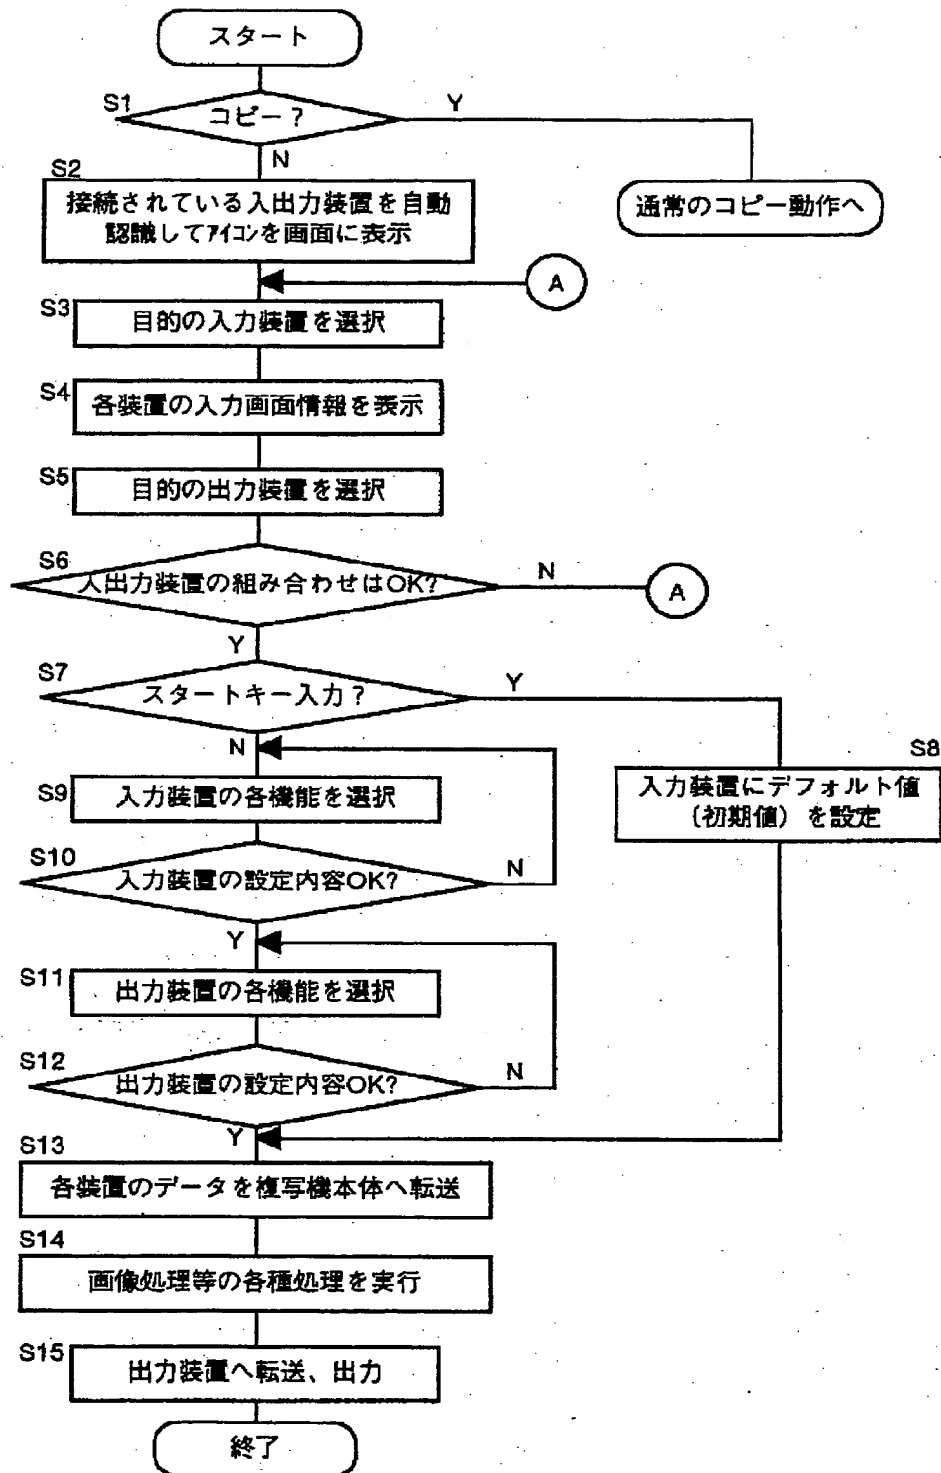 スタート
S1
コピー?
Y
N
S2
接続されている入出力装置を自動
認識してアイコンを画面に表示
通常のコピー動作へ
A
S3
目的の入力装置を選択
S4
各装置の入力画面情報を表示
S5
目的の出力装置を選択
S6
入出力装置の組み合わせはOK?
N
A
Y
S7
スタートキー入力?
Y
N
S8
入力装置にデフォルト値
(初期値)を設定
S9
入力装置の各機能を選択
S10
入力装置の設定内容OK?
N
Y
S11
出力装置の各機能を選択
S12
出力装置の設定内容OK?
N
Y
S13
各装置のデータを複写機本体へ転送
S14
画像処理等の各種処理を実行
S15
出力装置へ転送、出力
終了